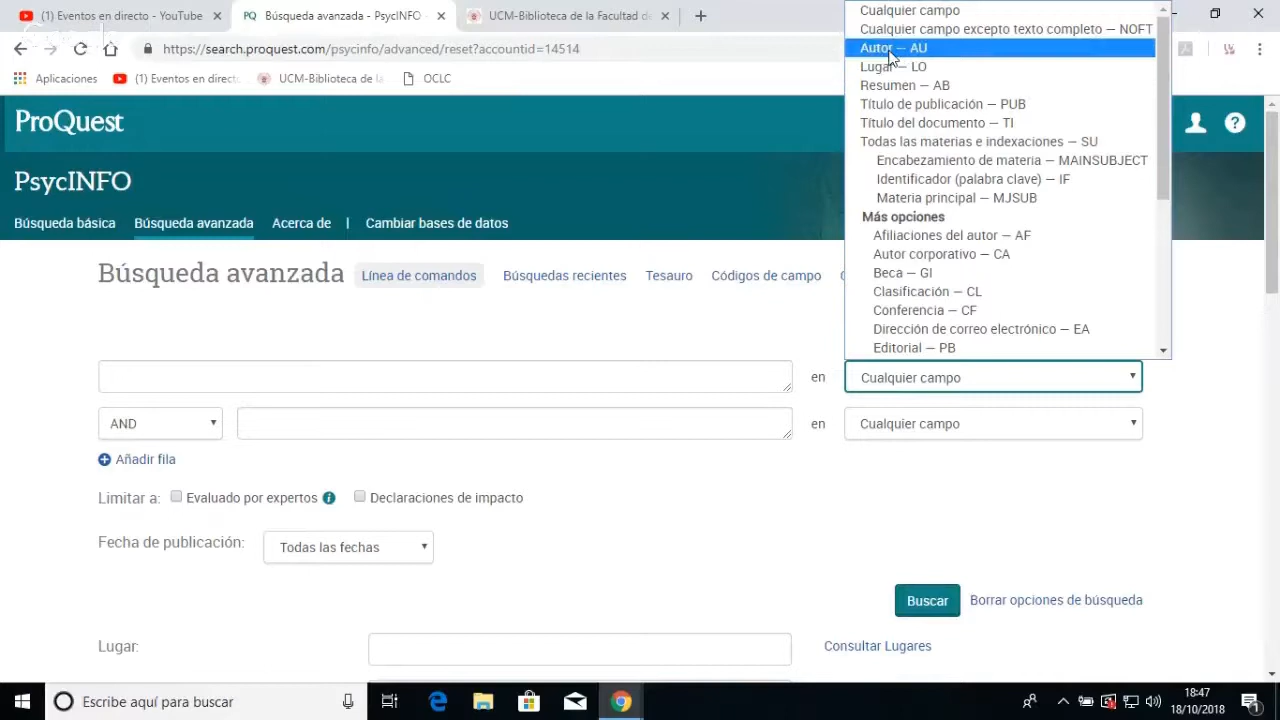 (1) Eventos en directo - YouTube
PQ Búsqueda avanzada - PsycINFO
UCM-Biblioteca de la Facultad de
https://search.proquest.com/psycinfo/advanced/reset?accountid=14514
Aplicaciones
(1) Eventos en directo
UCM-Biblioteca de la
OCLC
ProQuest
PsycINFO
Búsqueda básica Búsqueda avanzada Acerca de | Cambiar bases de datos
Cualquier campo
Cualquier campo excepto texto completo — NOFT
Autor — AU
Lugar — LO
Resumen — AB
Título de publicación — PUB
Título del documento — TI
Todas las materias e indexaciones — SU
Encabezamiento de materia — MAINSUBJECT
Identificador (palabra clave) — IF
Materia principal — MJSUB
Más opciones
Afiliaciones del autor — AF
Autor corporativo — CA
Beca — GI
Clasificación — CL
Conferencia — CF
Dirección de correo electrónico — EA
Editorial — PB
Búsqueda avanzada Línea de comandos Búsquedas recientes Tesauro Códigos de campo
en Cualquier campo
AND en Cualquier campo
Añadir fila
Limitar a: Evaluado por expertos i Declaraciones de impacto
Fecha de publicación: Todas las fechas
Buscar Borrar opciones de búsqueda
Lugar: Consultar Lugares
Escribe aquí para buscar
18:47
18/10/2018
1